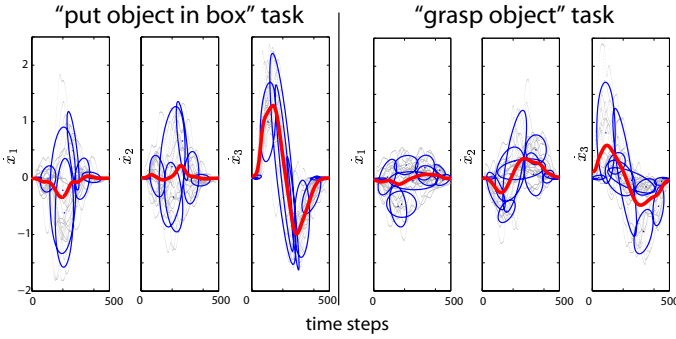 “put object in box” task
“grasp object” task
2
1
0
−1
−2
ẋ1
ẋ2
ẋ3
ẋ1
ẋ2
ẋ3
0 500
0 500
0 500
0 500
0 500
0 500
time steps